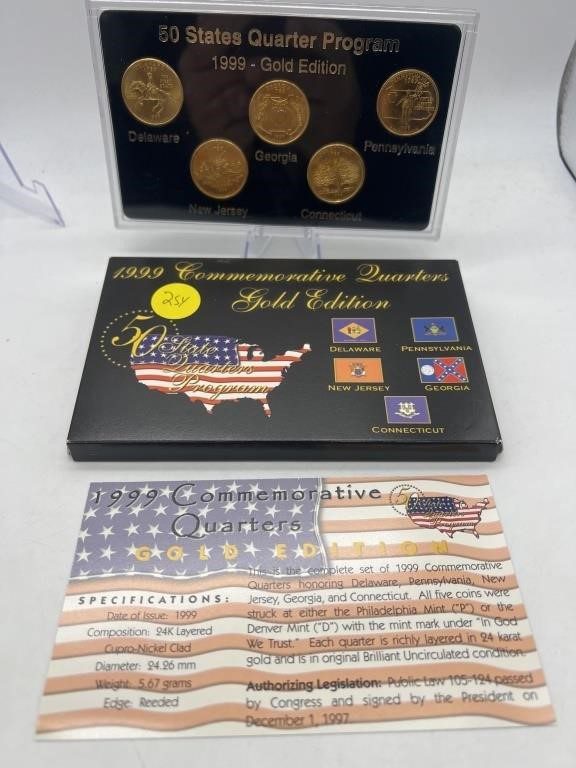 50 States Quarter Program
1999 - Gold Edition
Delaware
Georgia
Pennsylvania
New Jersey
Connecticut
1999 Commemorative Quarters
Gold Edition
50 State
Quarters
Program
DELAWARE
PENNSYLVANIA
NEW JERSEY
GEORGIA
CONNECTICUT
1999 Commemorative
Quarters
GOLD EDITION
SPECIFICATIONS:
Date of Issue: 1999
Composition: 24K Layered
Cupro-Nickel Clad
Diameter: 24.26 mm
Weight: 5.67 grams
Edge: Reeded
This is the complete set of 1999 Commemorative
Quarters honoring Delaware, Pennsylvania, New
Jersey, Georgia, and Connecticut. All five coins were
struck at either the Philadelphia Mint ("P") or the
Denver Mint ("D") with the mint mark under "In God
We Trust." Each quarter is richly layered in 24 karat
gold and is in original Brilliant Uncirculated condition.
Authorizing Legislation: Public Law 105-124 passed
by Congress and signed by the President on
December 1, 1997.